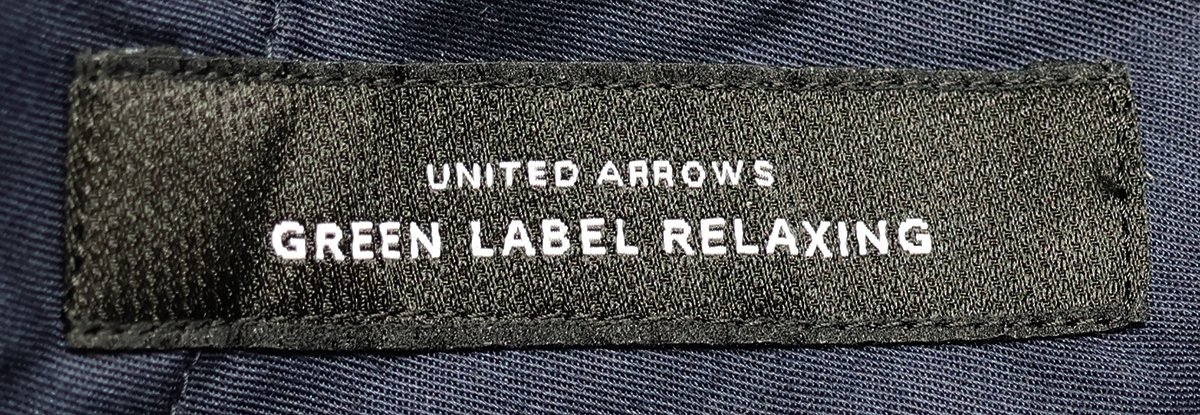 UNITED ARROWS
GREEN LABEL RELAXING